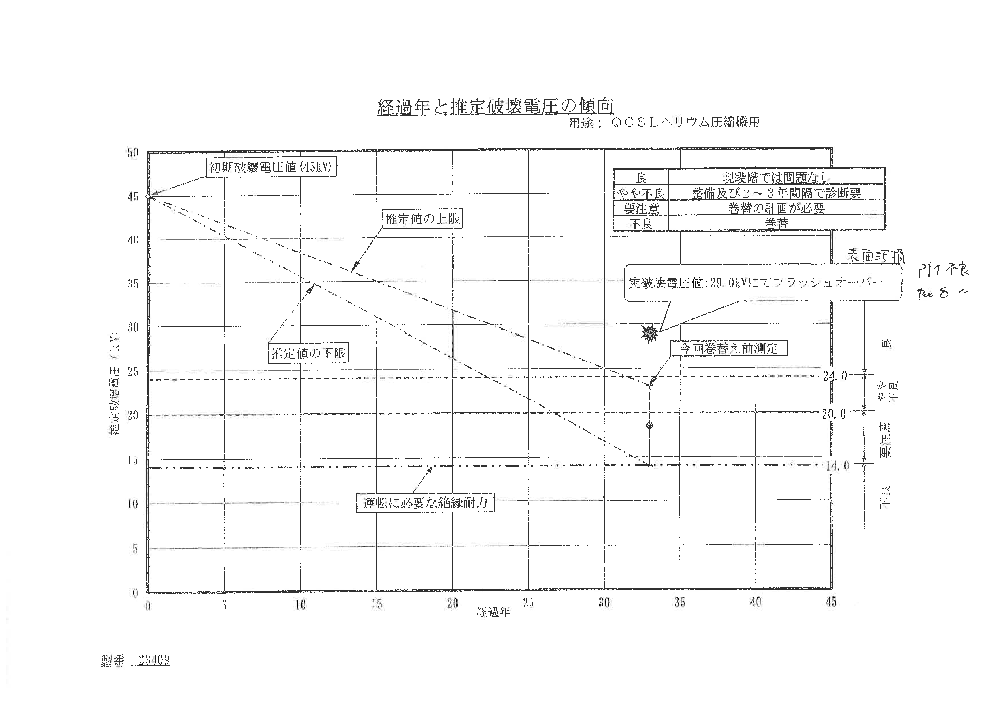 経過年と推定破壊電圧の傾向
用途：ＱＣＳＬヘリウム圧縮機用
50
45
40
35
30
25
20
15
10
5
0
推定破壊電圧（kV）
初期破壊電圧値(45kV)
推定値の上限
推定値の下限
良 現段階では問題なし
やや不良 整備及び２～３年間隔で診断要
要注意 巻替の計画が必要
不良 巻替
表面汚損
実破壊電圧値:29.0kVにてフラッシュオーバー
不良
今回巻替え前測定
運転に必要な絶縁耐力
24.0
20.0
14.0
良
やや
不良
要注意
不良
0 5 10 15 20 25 30 35 40 45
経過年
製番 23409